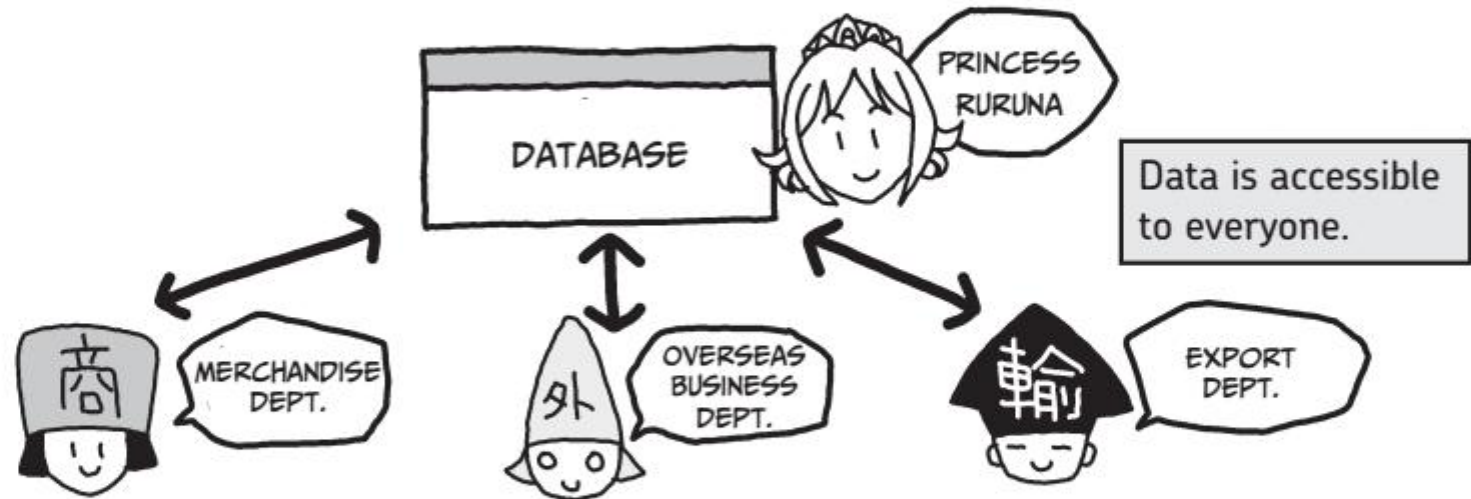 PRINCESS
RURUNA
DATABASE
Data is accessible
to everyone.
商
MERCHANDISE
DEPT.
外
OVERSEAS
BUSINESS
DEPT.
輸
EXPORT
DEPT.